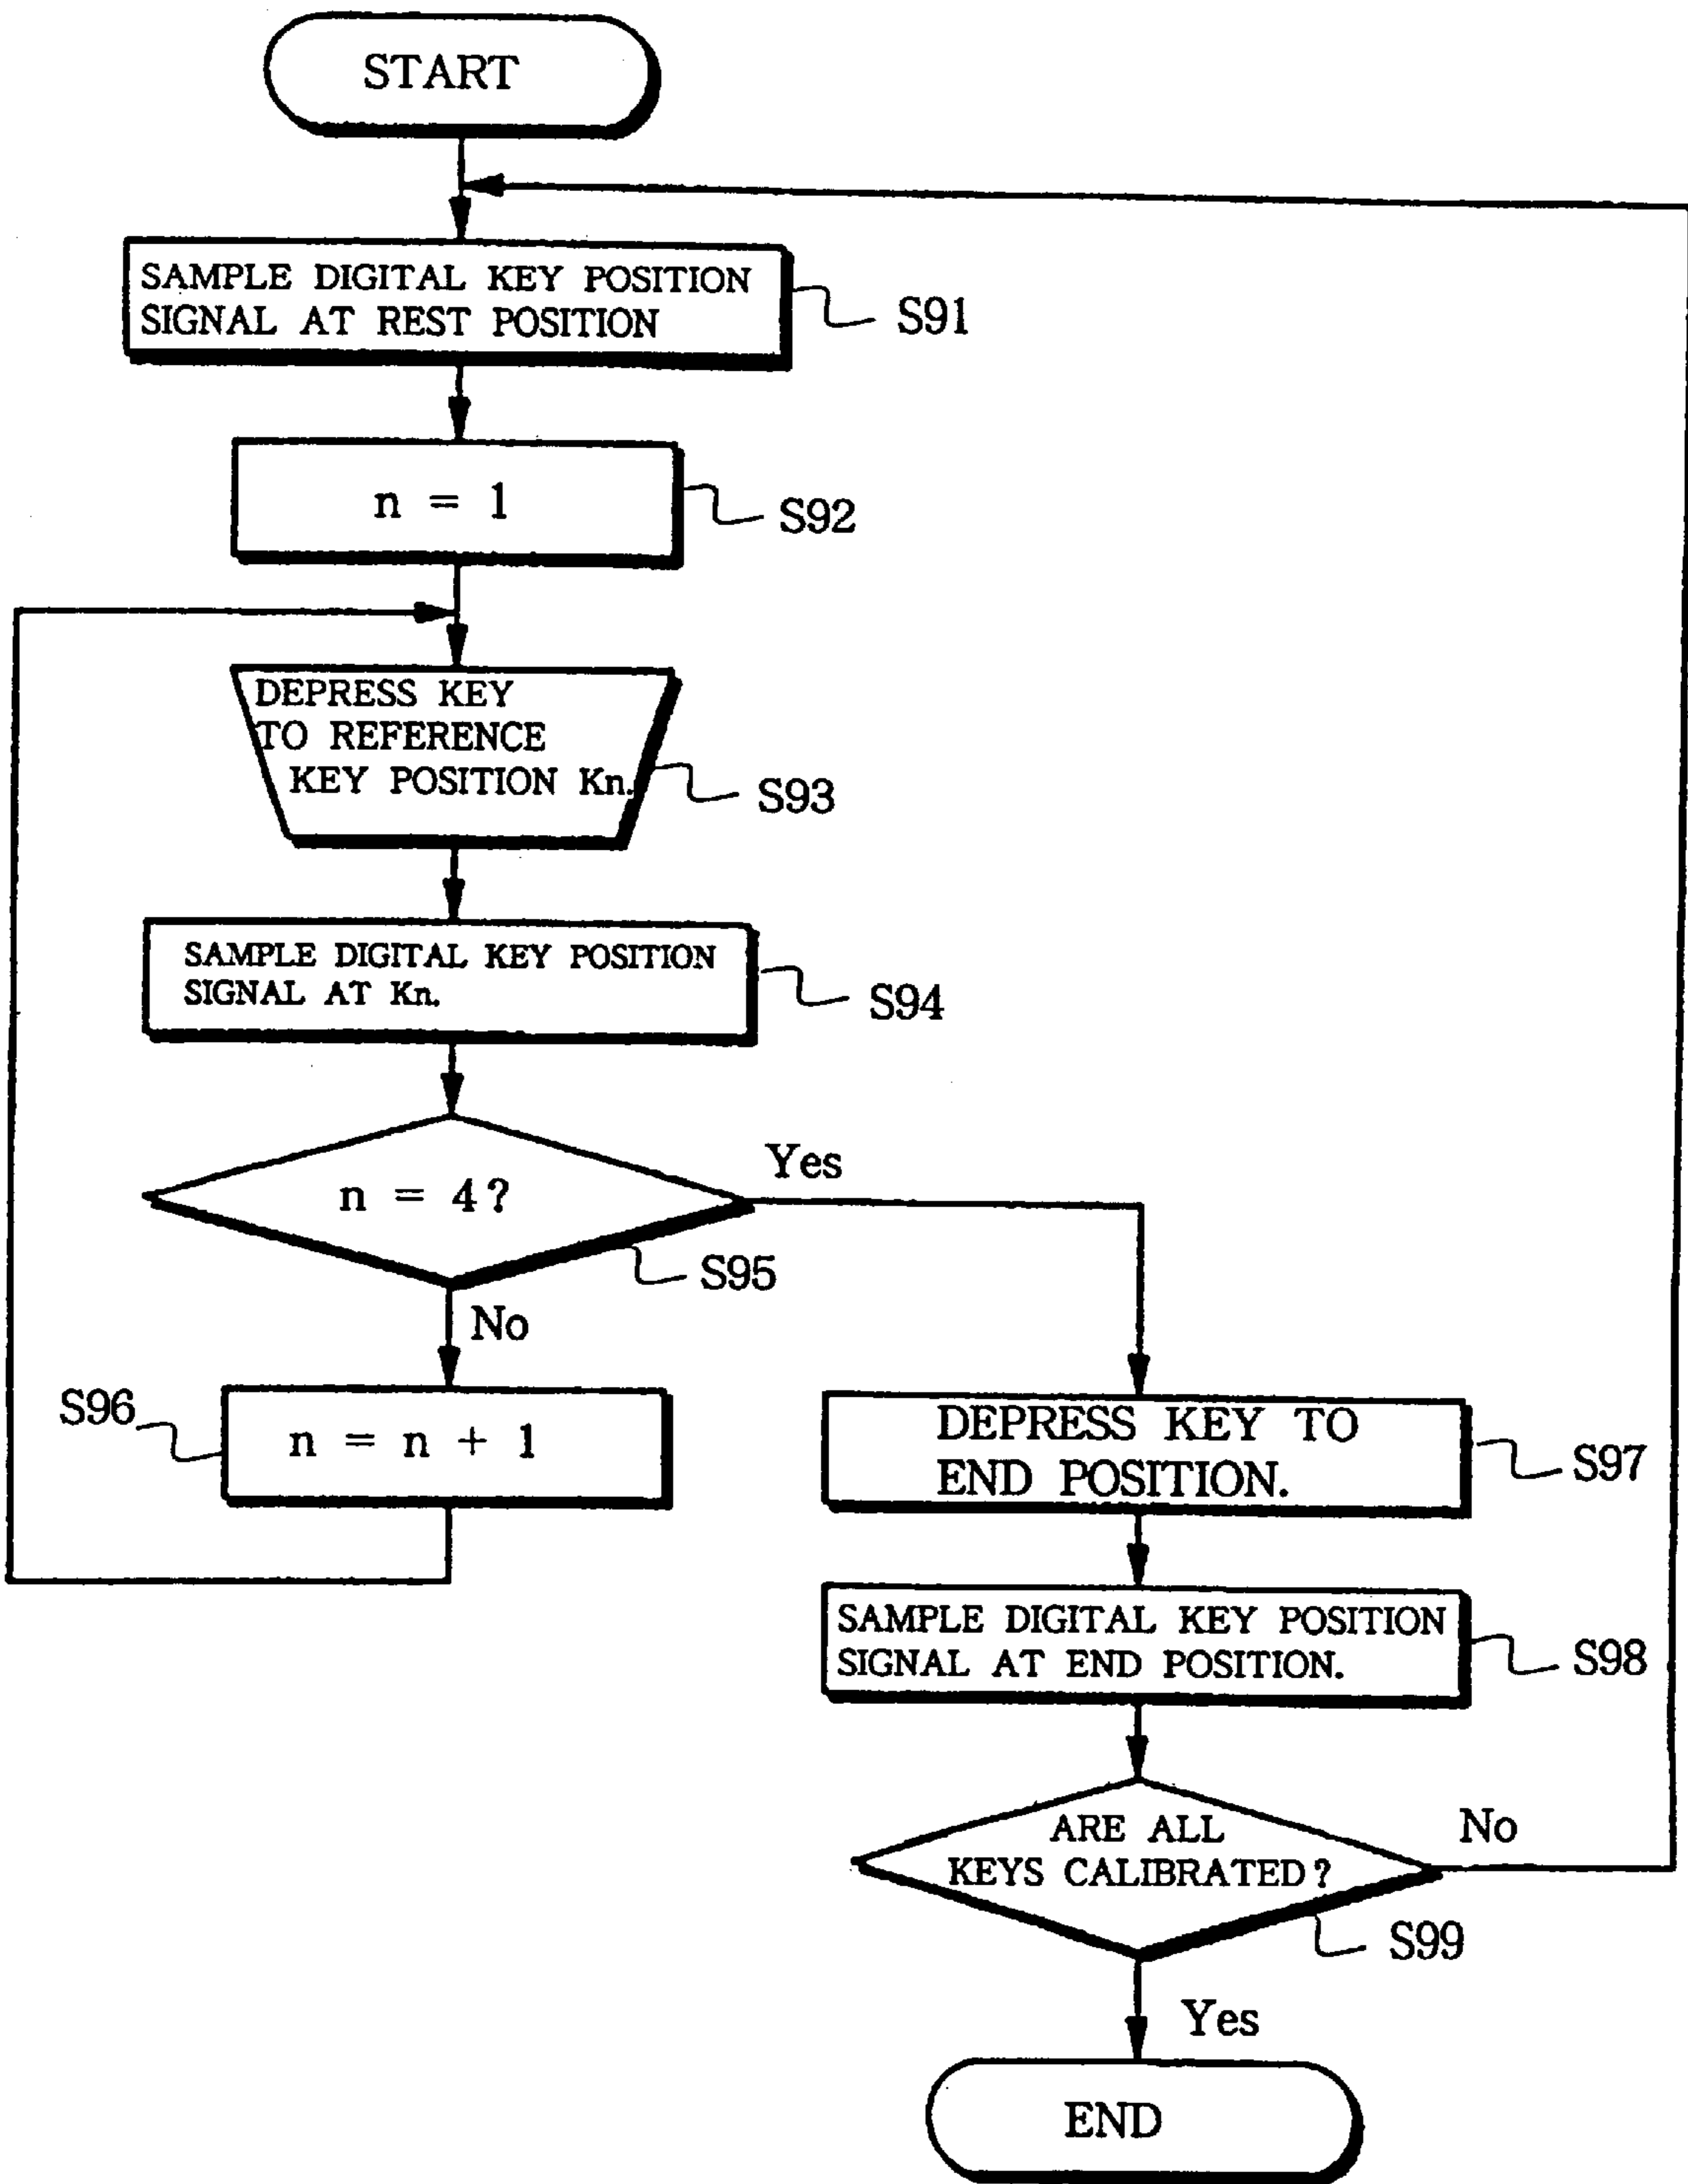 START
SAMPLE DIGITAL KEY POSITION
SIGNAL AT REST POSITION
S91
n = 1
S92
DEPRESS KEY
TO REFERENCE
KEY POSITION Kn.
S93
SAMPLE DIGITAL KEY POSITION
SIGNAL AT Kn.
S94
n = 4?
Yes
S95
No
S96
n = n + 1
DEPRESS KEY TO
END POSITION.
S97
SAMPLE DIGITAL KEY POSITION
SIGNAL AT END POSITION.
S98
ARE ALL
KEYS CALIBRATED?
No
S99
Yes
END